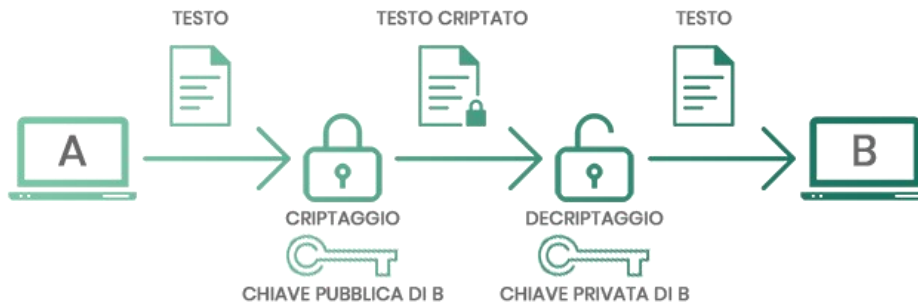 TESTO
TESTO CRIPTATO
TESTO
A
B
CRIPTAGGIO
DECRIPTAGGIO
CHIAVE PUBBLICA DI B
CHIAVE PRIVATA DI B